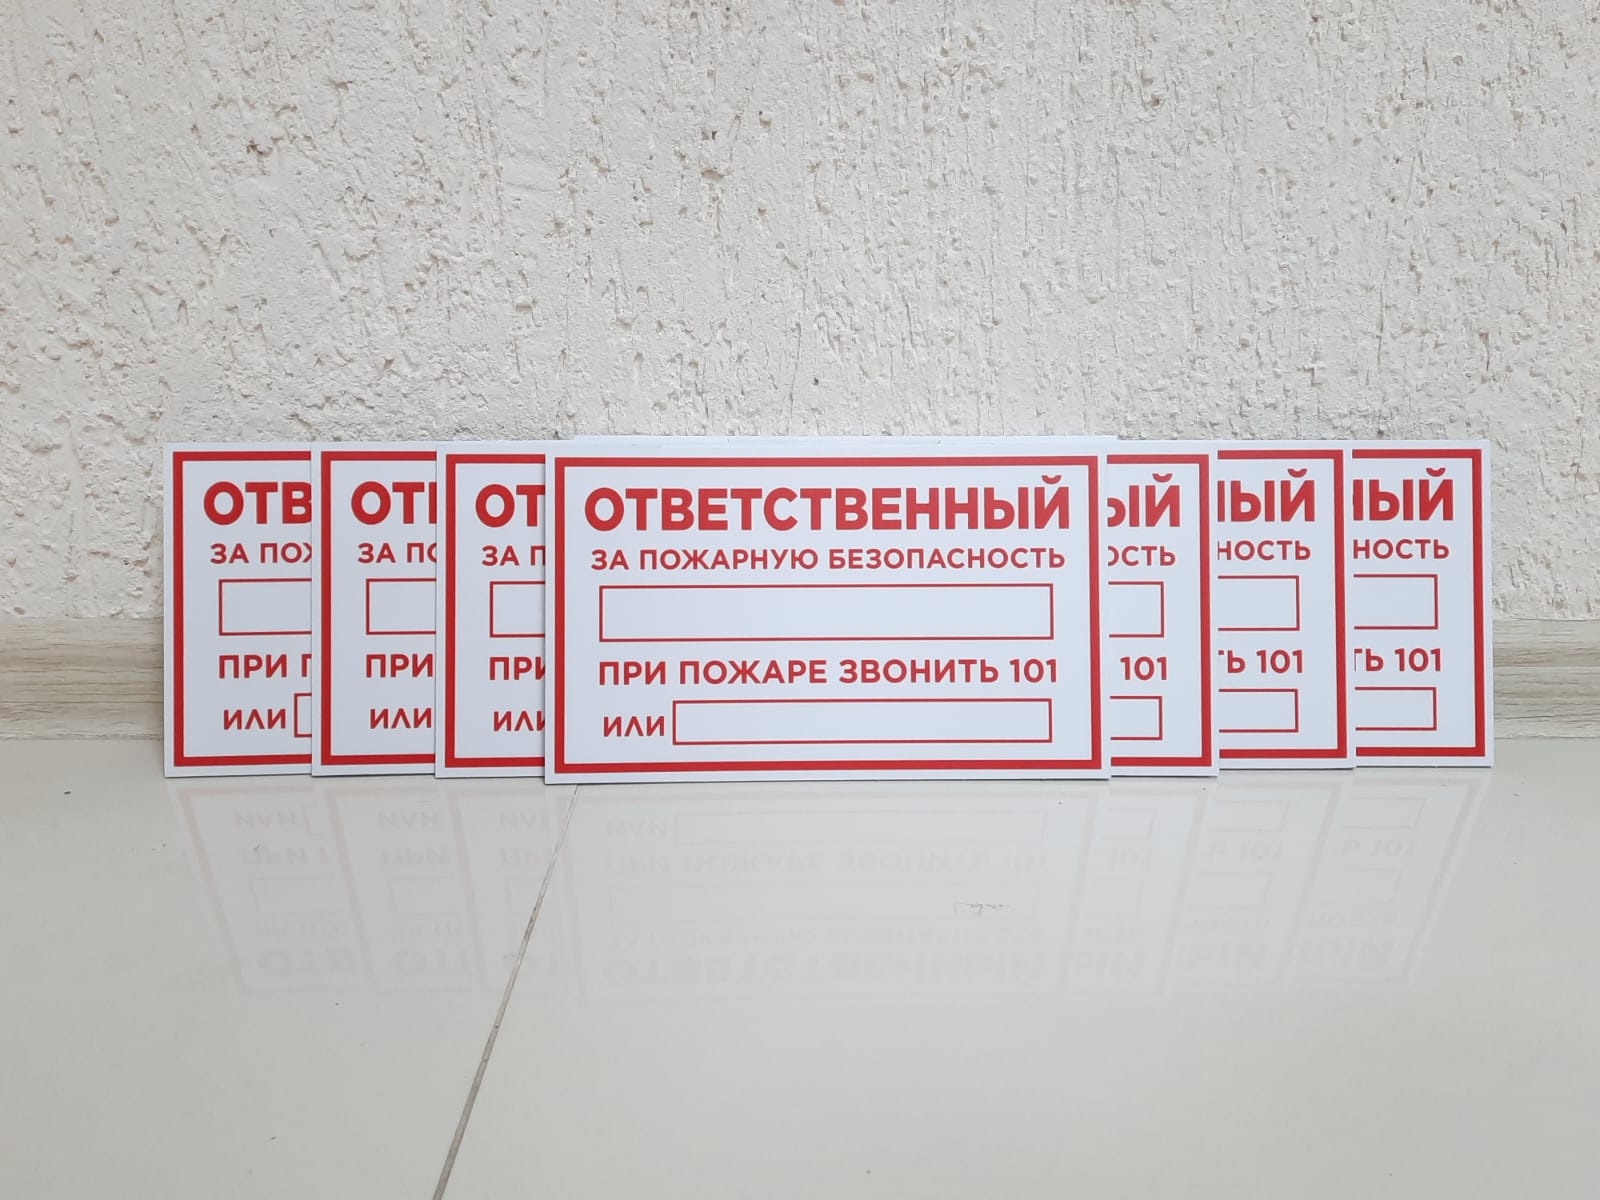 ОТВЕТСТВЕННЫЙ
ЗА ПОЖАРНУЮ БЕЗОПАСНОСТЬ
ПРИ ПОЖАРЕ ЗВОНИТЬ 101
ИЛИ